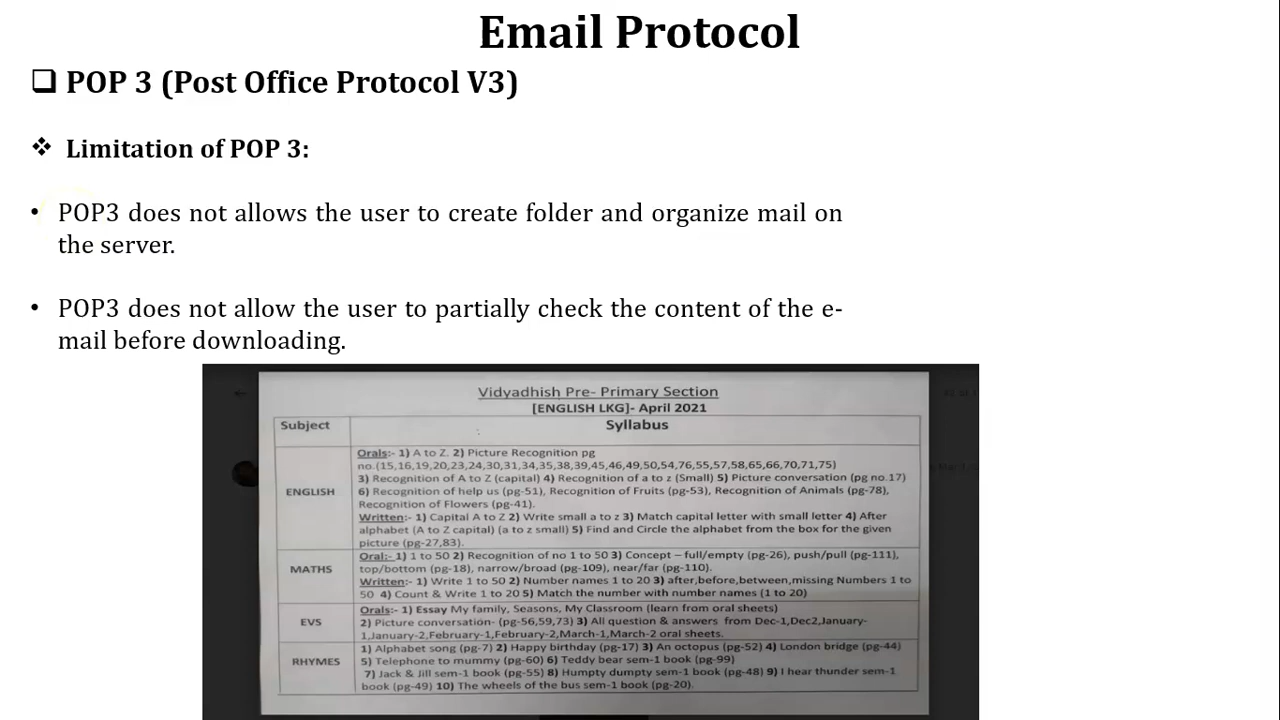 Email Protocol
❑ POP 3 (Post Office Protocol V3)
❖ Limitation of POP 3:
• POP3 does not allows the user to create folder and organize mail on
the server.
• POP3 does not allow the user to partially check the content of the e-
mail before downloading.
Vidyadhish Pre- Primary Section
[ENGLISH LKG]- April 2021
Subject Syllabus
ENGLISH
Orals:- 1) A to Z. 2) Picture Recognition pg
no.(15,16,19,20,23,24,30,31,34,35,38,39,45,46,49,50,54,76,55,57,58,65,66,70,71,75)
3) Recognition of A to Z (capital) 4) Recognition of a to z (Small) 5) Picture conversation (pg no.17)
6) Recognition of help us (pg-51), Recognition of Fruits (pg-53), Recognition of Animals (pg-78),
Recognition of Flowers (pg-41).
Written:- 1) Capital A to Z 2) Write small a to z 3) Match capital letter with small letter 4) After
alphabet (A to Z capital) (a to z small) 5) Find and Circle the alphabet from the box for the given
picture (pg-27,83).
MATHS
Oral:- 1) 1 to 50 2) Recognition of no 1 to 50 3) Concept – full/empty (pg-26), push/pull (pg-111),
top/bottom (pg-18), narrow/broad (pg-109), near/far (pg-110).
Written:- 1) Write 1 to 50 2) Number names 1 to 20 3) after,before,between,missing Numbers 1 to
50 4) Count & Write 1 to 20 5) Match the number with number names (1 to 20)
EVS
Orals:- 1) Essay My family, Seasons, My Classroom (learn from oral sheets)
2) Picture conversation- (pg-56,59,73) 3) All question & answers from Dec-1,Dec2,January-
1,January-2,February-1,February-2,March-1,March-2 oral sheets.
RHYMES
1) Alphabet song (pg-7) 2) Happy birthday (pg-17) 3) An octopus (pg-52) 4) London bridge (pg-44)
5) Telephone to mummy (pg-60) 6) Teddy bear sem-1 book (pg-99)
7) Jack & Jill sem-1 book (pg-55) 8) Humpty dumpty sem-1 book (pg-48) 9) I hear thunder sem-1
book (pg-49) 10) The wheels of the bus sem-1 book (pg-20).